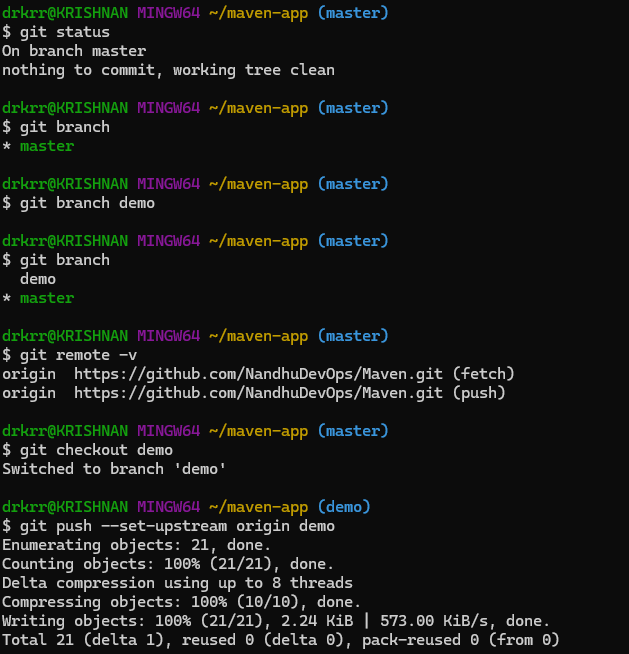 drkrr@KRISHNAN MINGW64 ~/maven-app (master)
$ git status
On branch master
nothing to commit, working tree clean
drkrr@KRISHNAN MINGW64 ~/maven-app (master)
$ git branch
* master
drkrr@KRISHNAN MINGW64 ~/maven-app (master)
$ git branch demo
drkrr@KRISHNAN MINGW64 ~/maven-app (master)
$ git branch
demo
* master
drkrr@KRISHNAN MINGW64 ~/maven-app (master)
$ git remote -v
origin  https://github.com/NandhuDevOps/Maven.git (fetch)
origin  https://github.com/NandhuDevOps/Maven.git (push)
drkrr@KRISHNAN MINGW64 ~/maven-app (master)
$ git checkout demo
Switched to branch 'demo'
drkrr@KRISHNAN MINGW64 ~/maven-app (demo)
$ git push --set-upstream origin demo
Enumerating objects: 21, done.
Counting objects: 100% (21/21), done.
Delta compression using up to 8 threads
Compressing objects: 100% (10/10), done.
Writing objects: 100% (21/21), 2.24 KiB | 573.00 KiB/s, done.
Total 21 (delta 1), reused 0 (delta 0), pack-reused 0 (from 0)